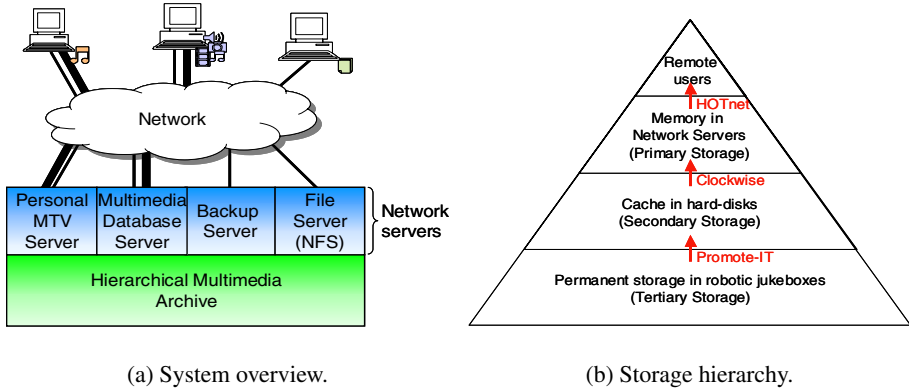 Network
Personal
MTV
Server
Multimedia
Database
Server
Backup
Server
File
Server
(NFS)
Network
servers
Hierarchical Multimedia
Archive
(a) System overview.
Remote
users
HOTnet
Memory in
Network Servers
(Primary Storage)
Clockwise
Cache in hard-disks
(Secondary Storage)
Promote-IT
Permanent storage in robotic jukeboxes
(Tertiary Storage)
(b) Storage hierarchy.